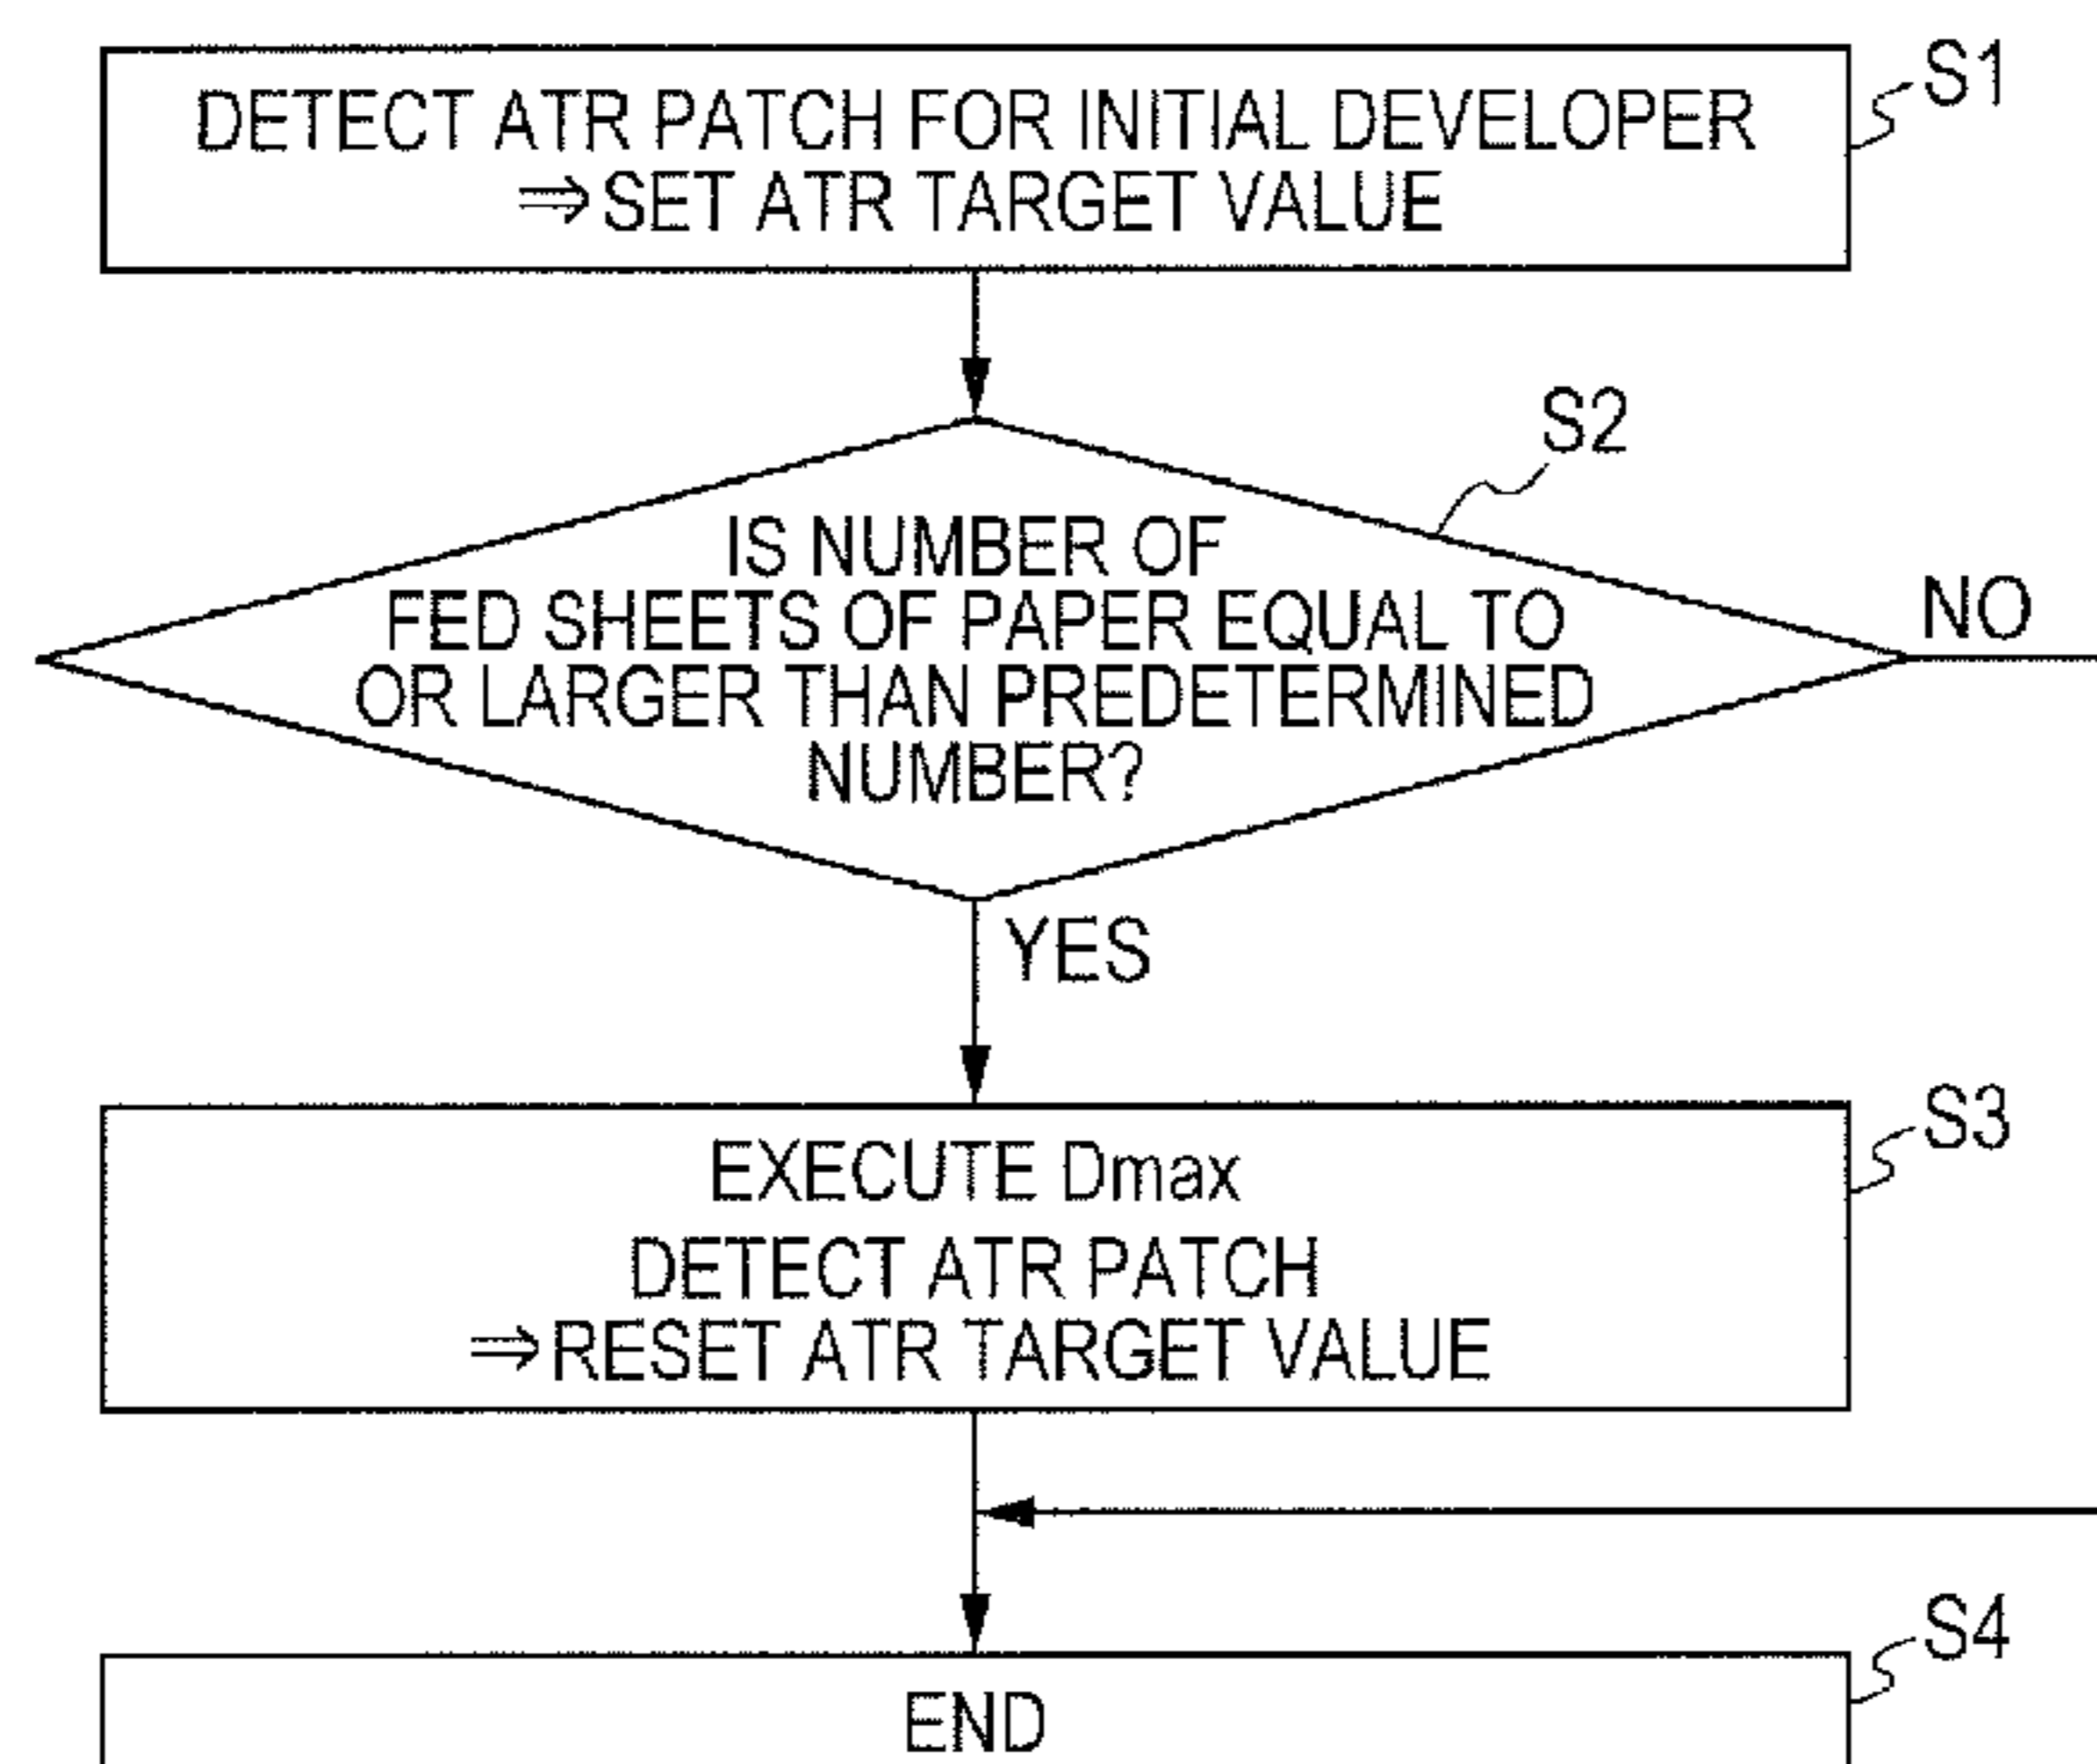 S1
DETECT ATR PATCH FOR INITIAL DEVELOPER
⇒SET ATR TARGET VALUE
S2
IS NUMBER OF
FED SHEETS OF PAPER EQUAL TO
OR LARGER THAN PREDETERMINED
NUMBER?
NO
YES
S3
EXECUTE Dmax
DETECT ATR PATCH
⇒RESET ATR TARGET VALUE
S4
END